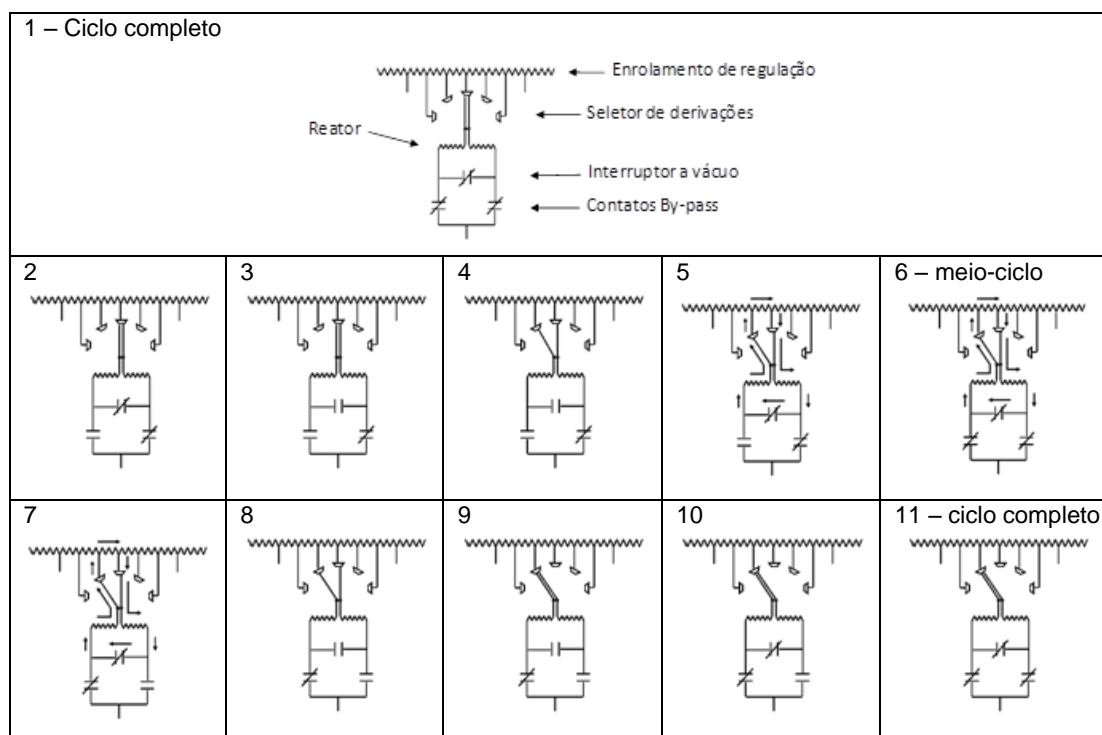 1 – Ciclo completo
Enrolamento de regulação
Seletor de derivações
Reator
Interruptor a vácuo
Contatos By-pass
2
3
4
5
6 – meio-ciclo
7
8
9
10
11 – ciclo completo